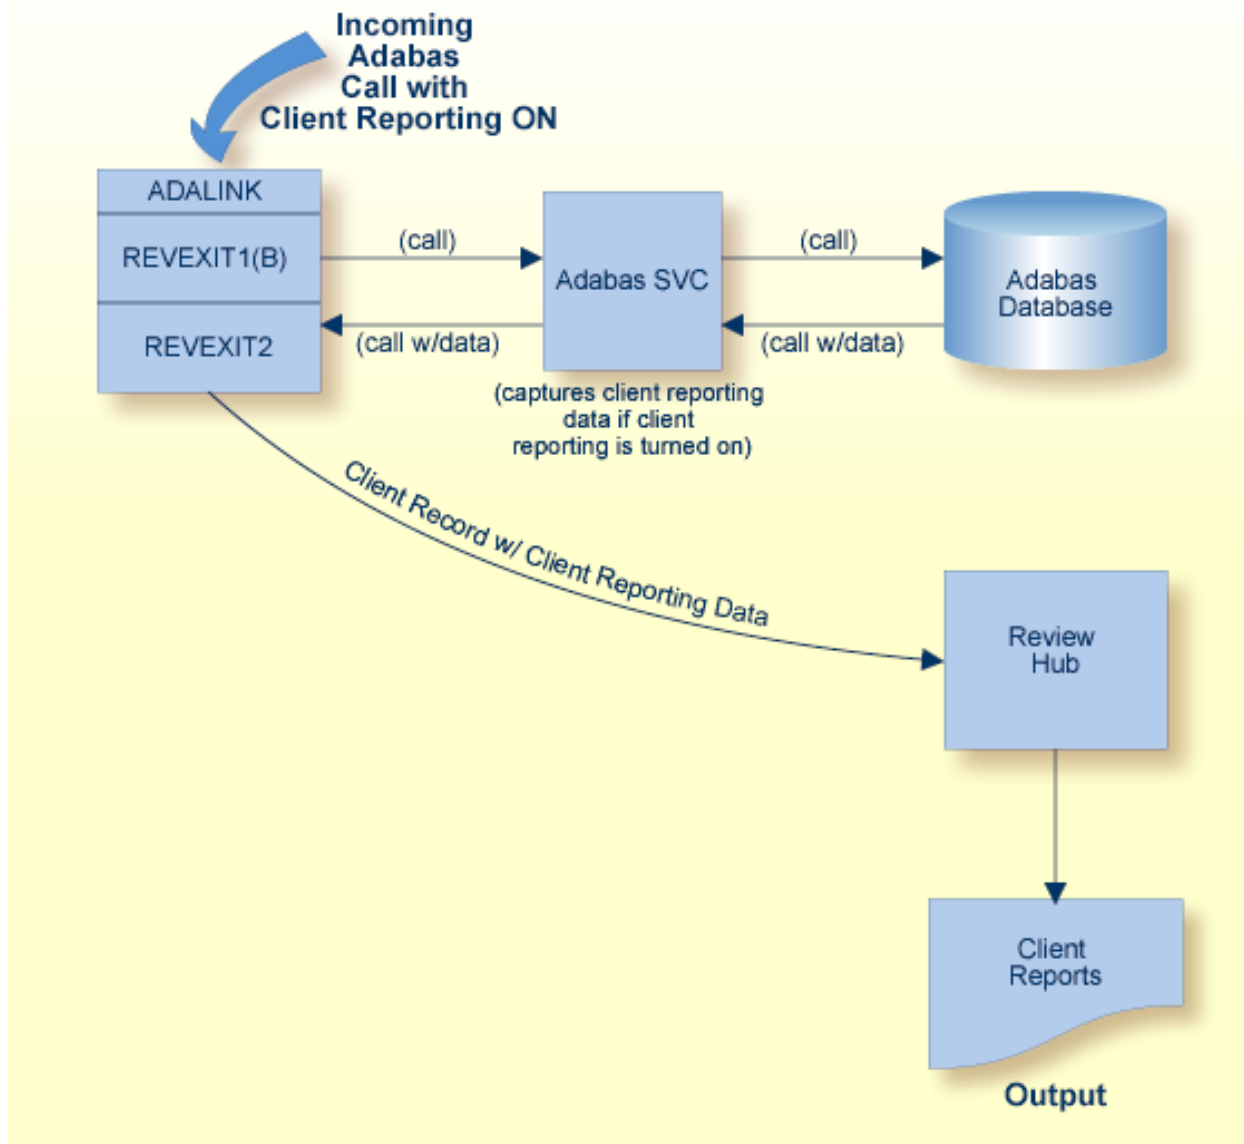 Incoming
Adabas
Call with
Client Reporting ON
ADALINK
REVEXIT1(B)
REVEXIT2
(call)
(call w/data)
Adabas SVC
(captures client reporting
data if client
reporting is turned on)
(call)
(call w/data)
Adabas
Database
Client Record w/ Client Reporting Data
Review
Hub
Client
Reports
Output